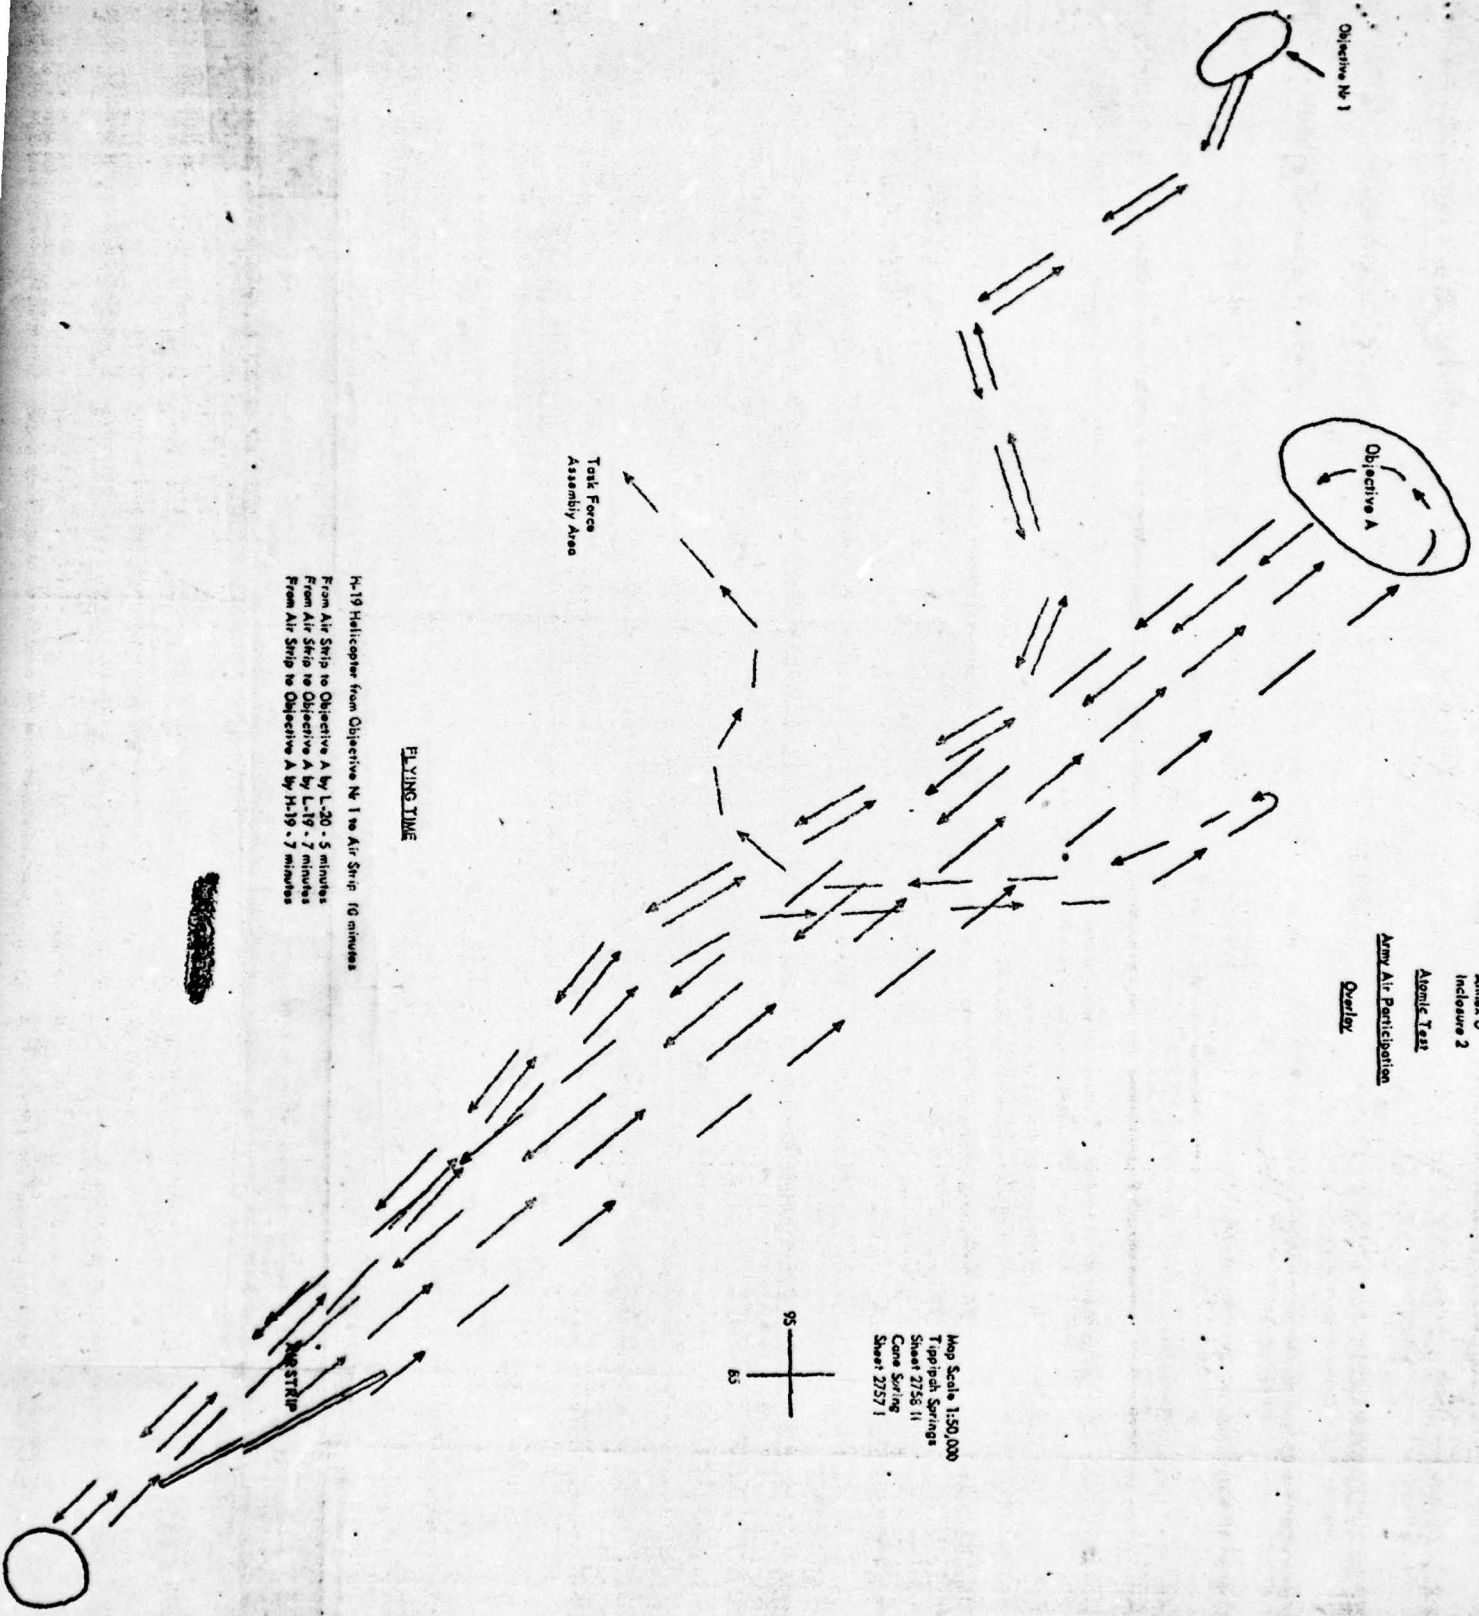 Inclosure 2
Atomic Test
Army Air Participation
Overlay
Objective Nr 1
Objective A
Map Scale 1:50,000
Tippipah Springs
Sheet 2758 II
Cane Spring
Sheet 2757 I
95
85
Task Force
Assembly Area
FLYING TIME
H-19 Helicopter from Objective Nr 1 to Air Strip 10 minutes
From Air Strip to Objective A by L-20 - 5 minutes
From Air Strip to Objective A by L-19 - 7 minutes
From Air Strip to Objective A by H-19 - 7 minutes
AIR STRIP